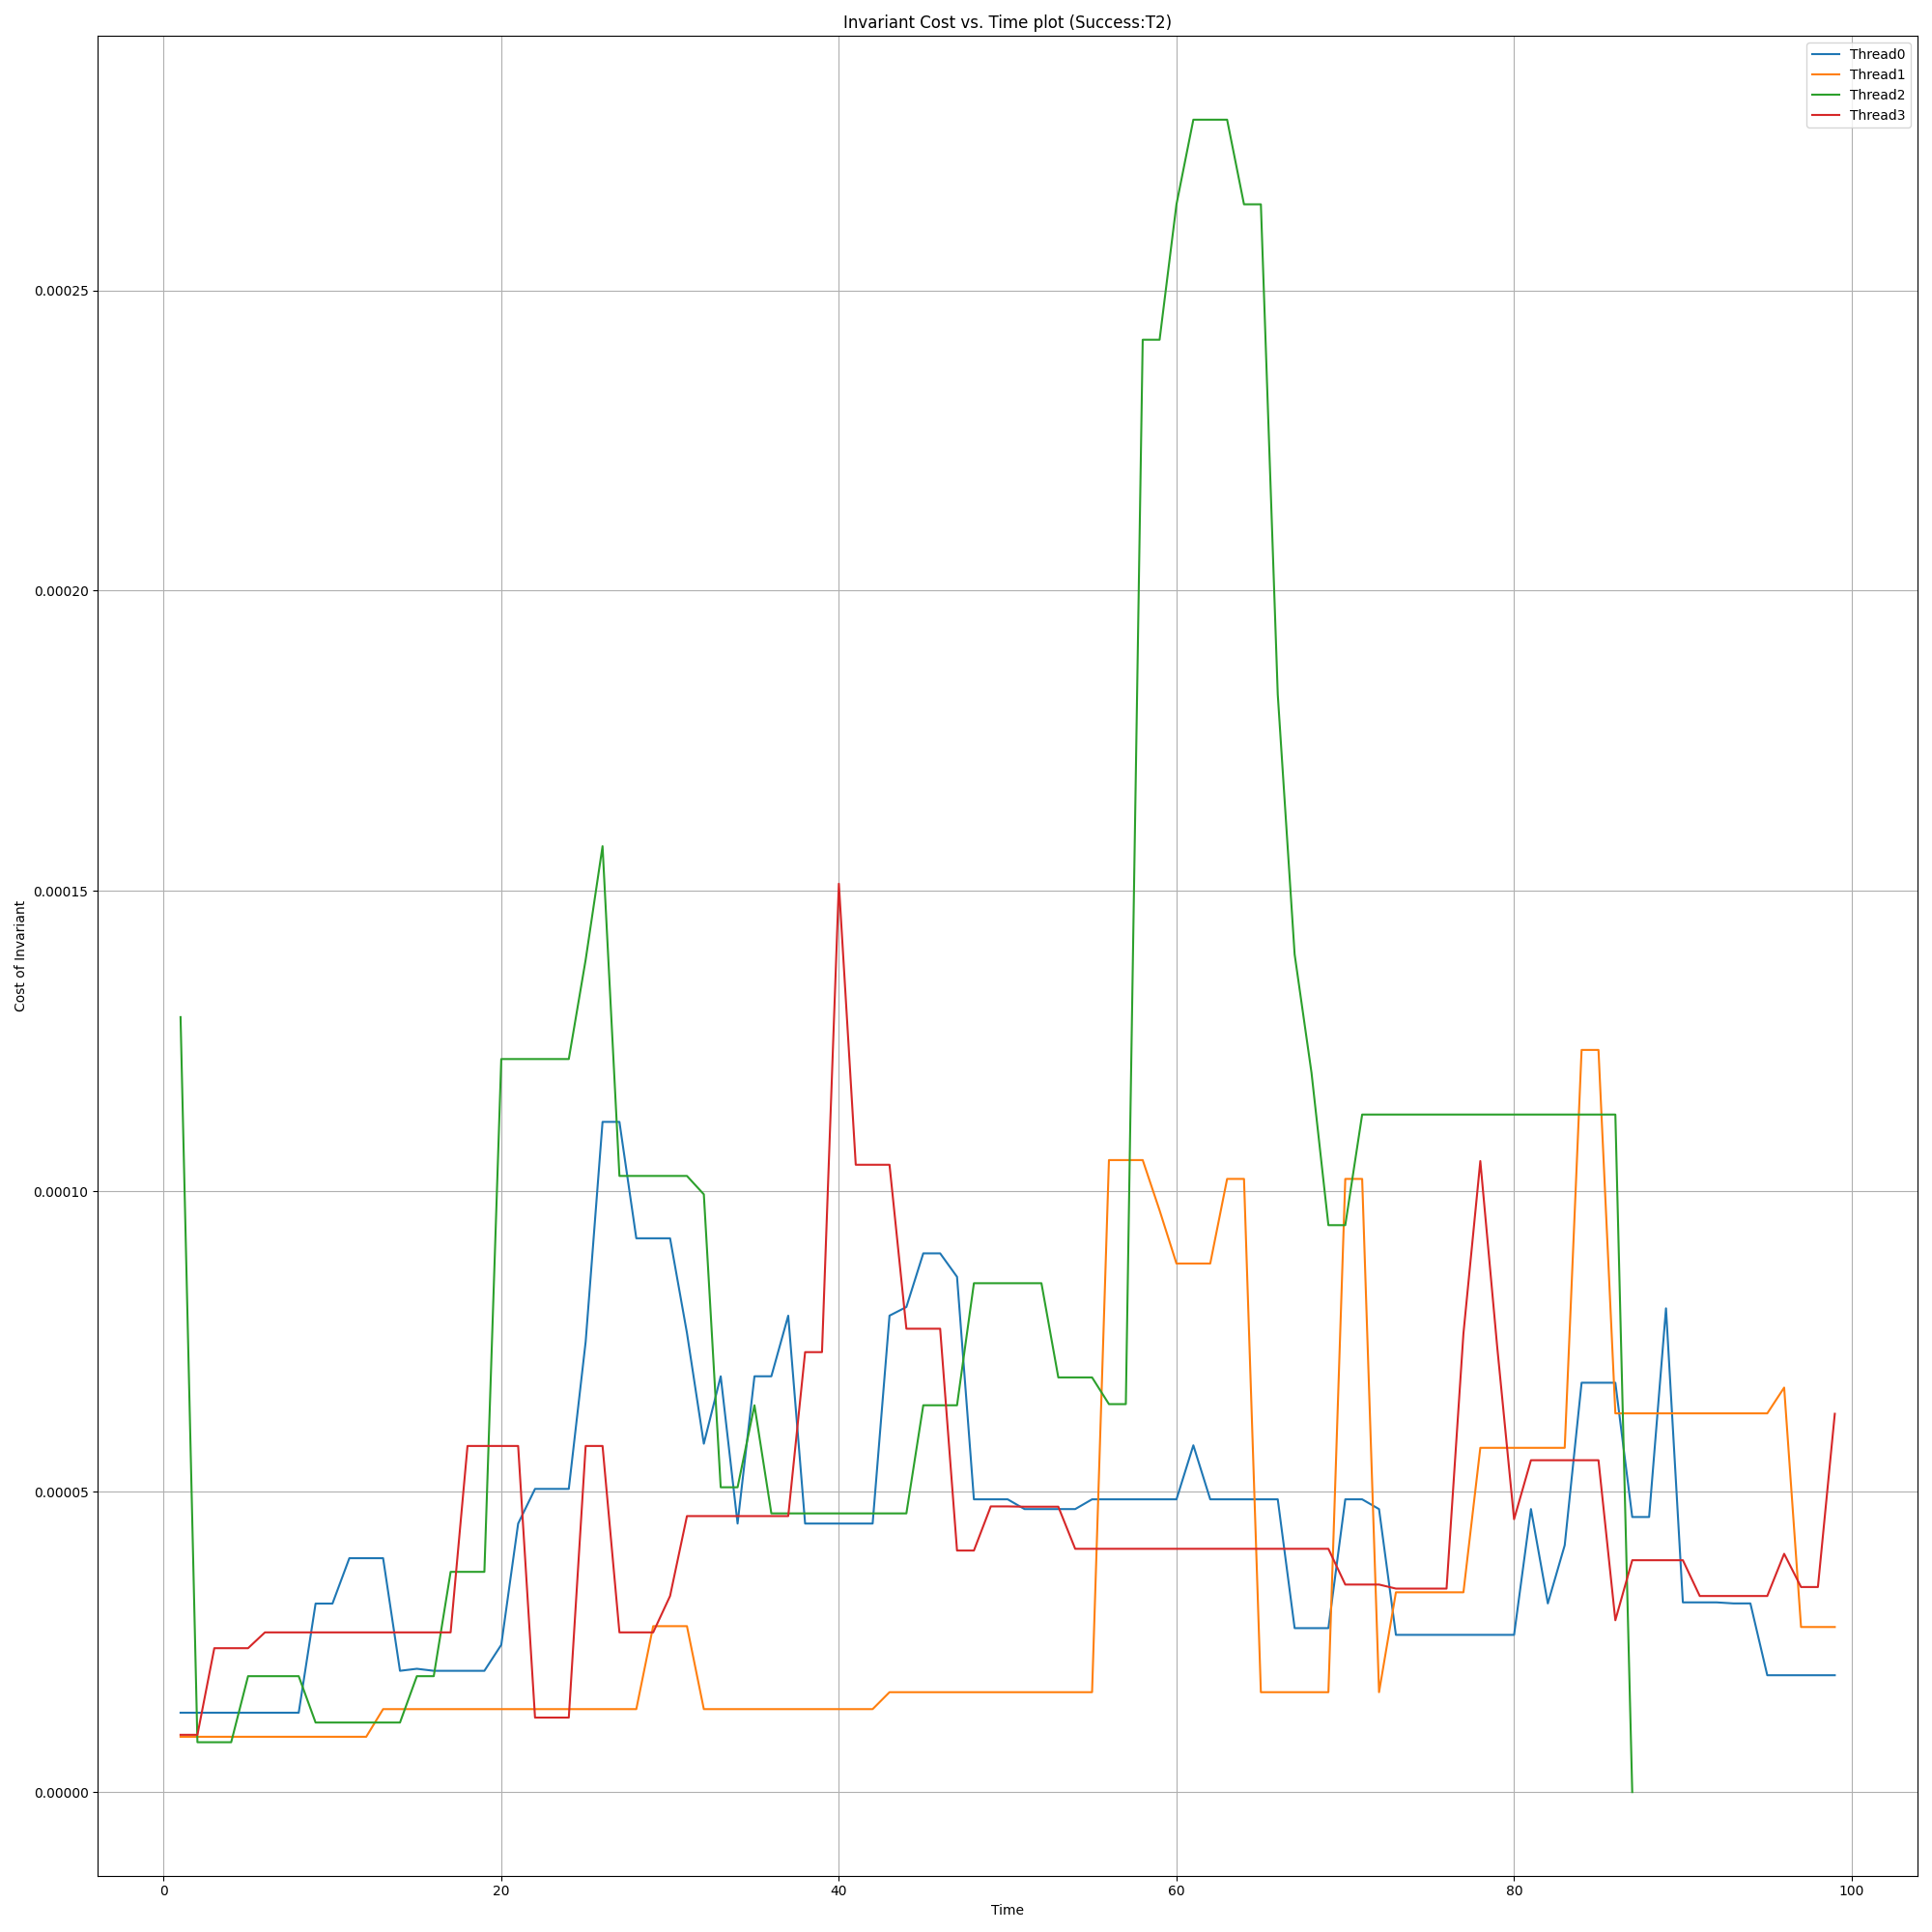 Invariant Cost vs. Time plot (Success:T2)
Thread0
Thread1
Thread2
Thread3
0.00025
0.00020
0.00015
0.00010
0.00005
0.00000
Cost of Invariant
0 20 40 60 80 100
Time